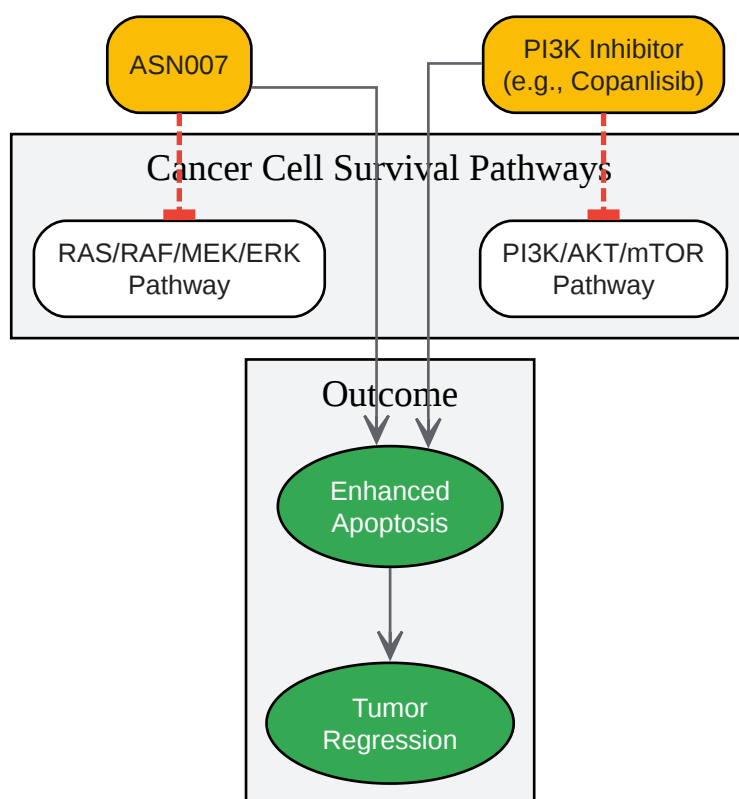 ASN007
PI3K Inhibitor
(e.g., Copanlisib)
Cancer Cell Survival Pathways
RAS/RAF/MEK/ERK
Pathway
PI3K/AKT/mTOR
Pathway
Outcome
Enhanced
Apoptosis
Tumor
Regression